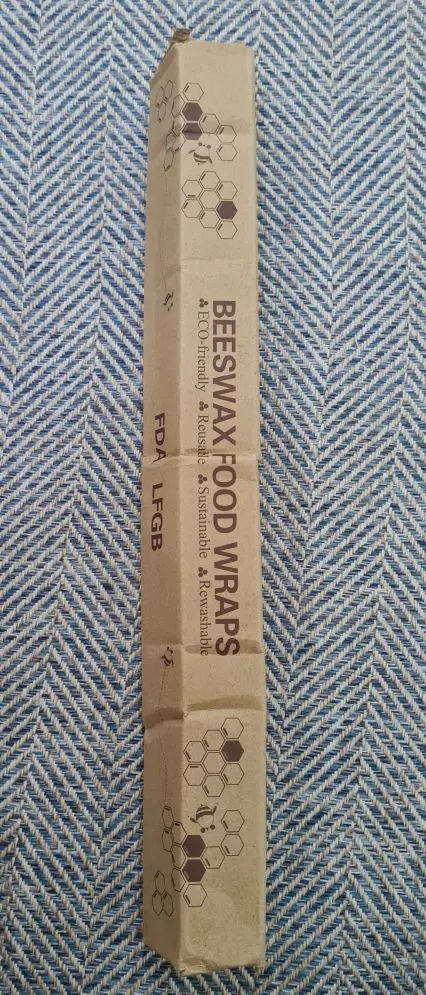 BEESWAX FOOD WRAPS
ECO-friendly Reusable Sustainable Rewashable
FDA LFGB